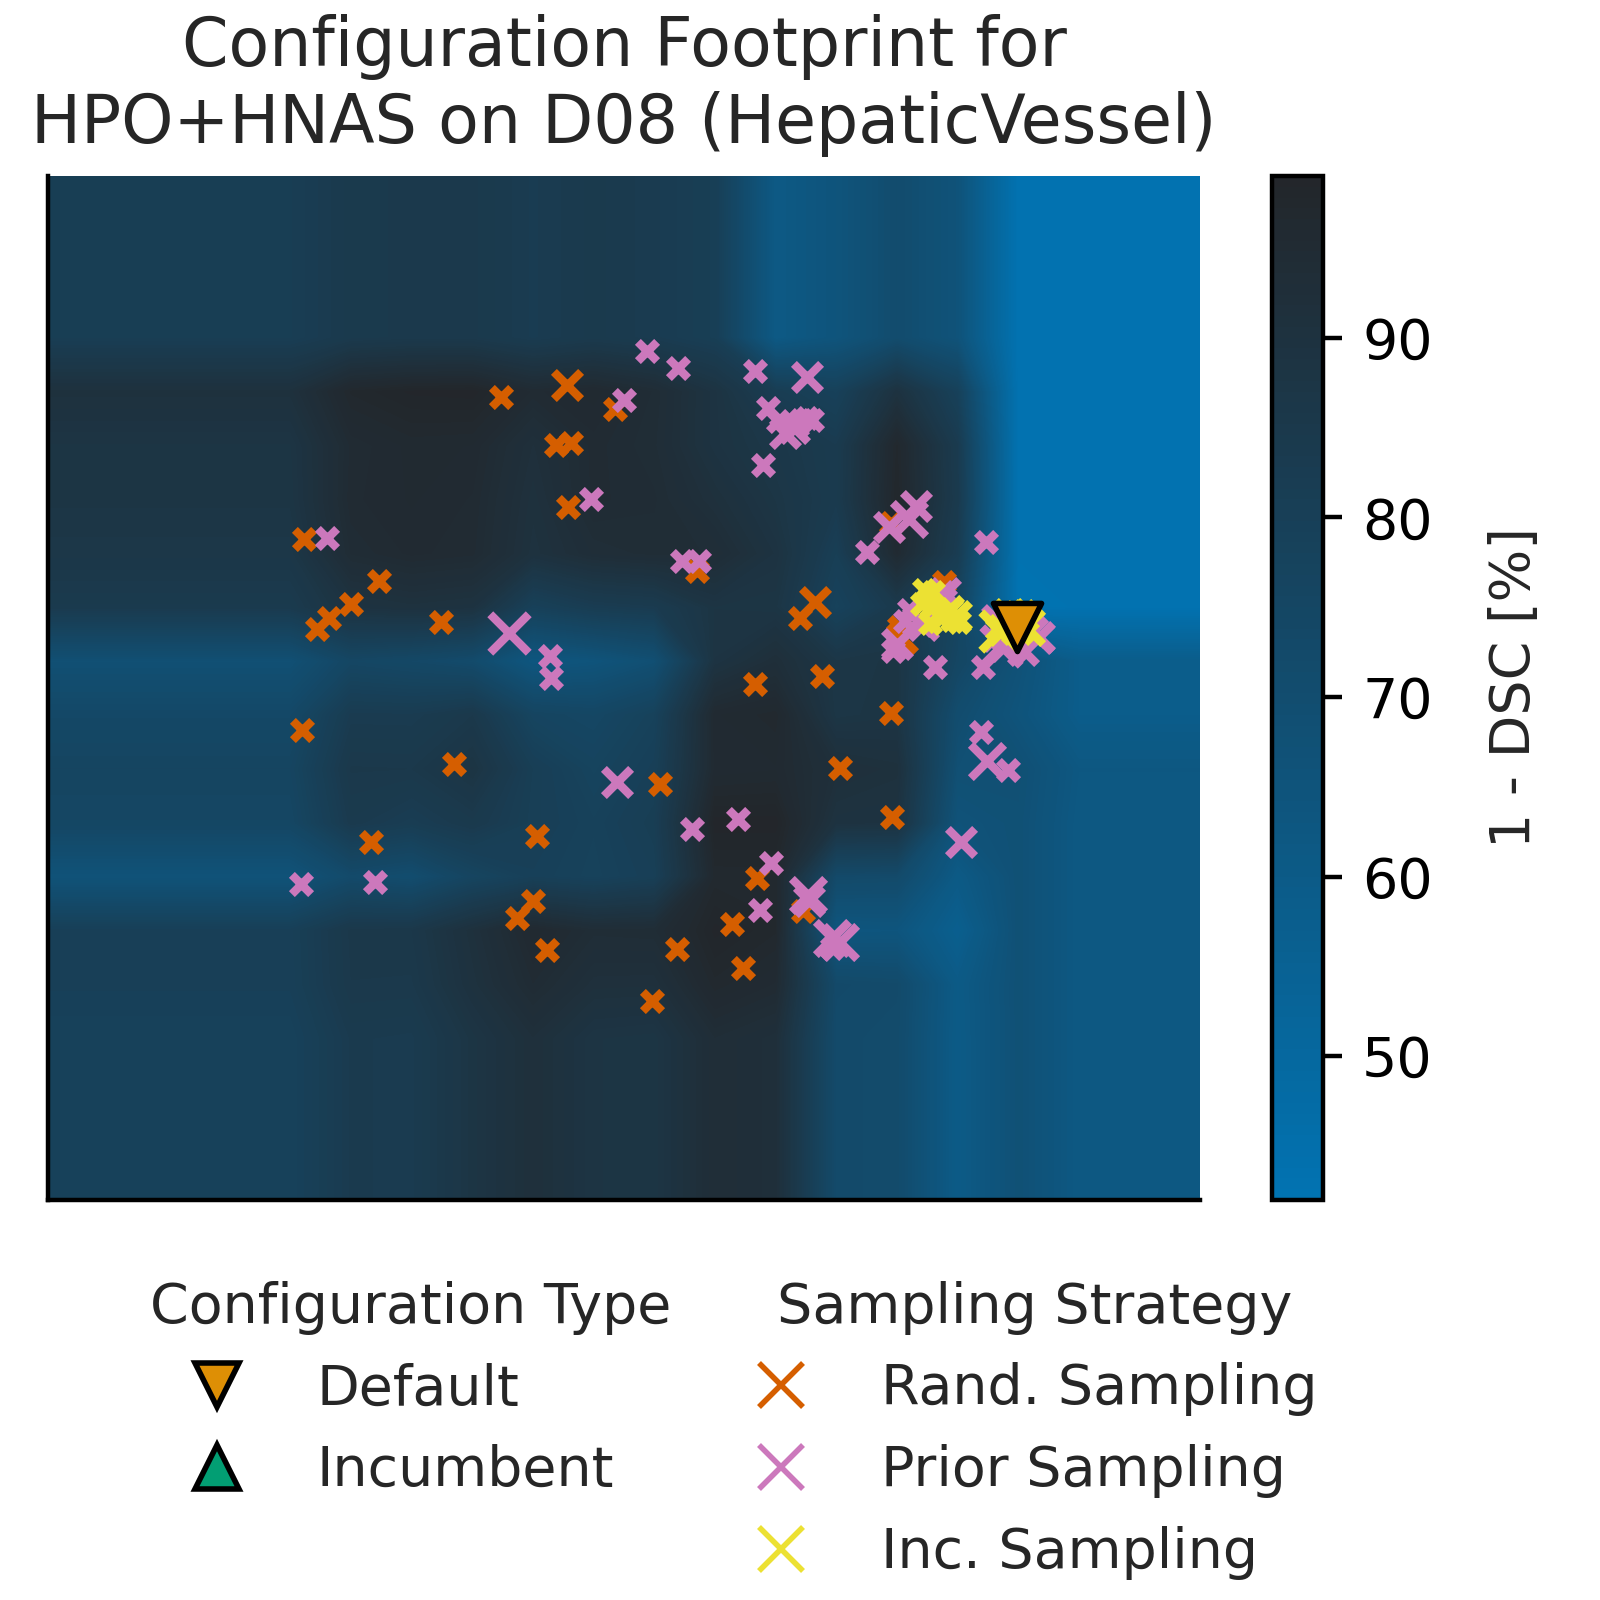 Configuration Footprint for
HPO+HNAS on D08 (HepaticVessel)
90
80
70
60
50
1 - DSC [%]
Configuration Type
Default
Incumbent
Sampling Strategy
Rand. Sampling
Prior Sampling
Inc. Sampling